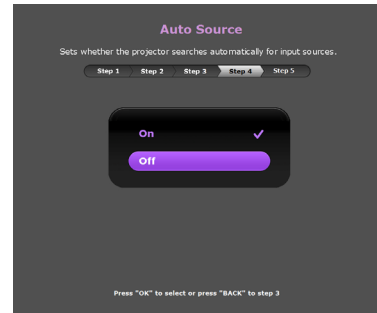 Auto Source
Sets whether the projector searches automatically for input sources.
Step 1 Step 2 Step 3 Step 4 Step 5
On
Off
Press "OK" to select or press "BACK" to step 3